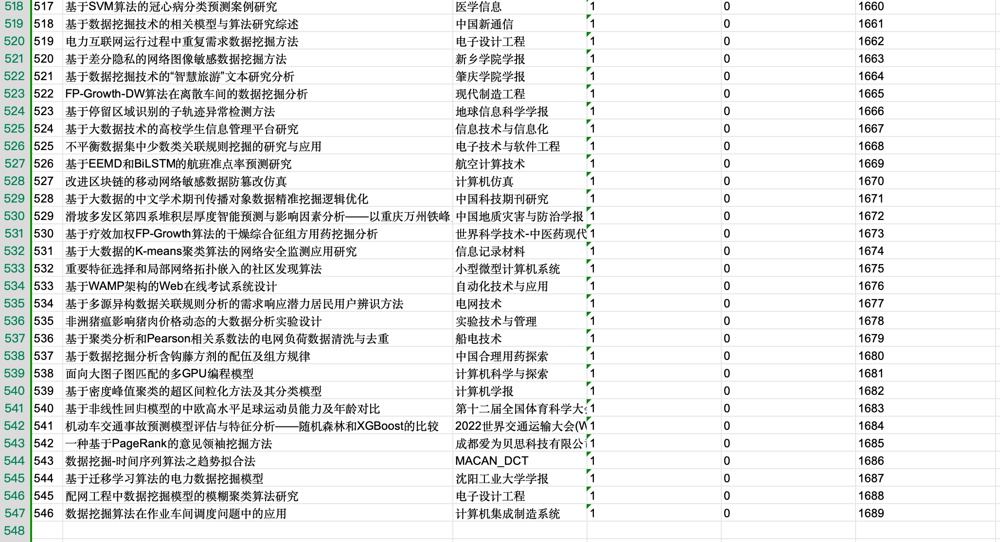 518 517 基于SVM算法的冠心病分类预测案例研究 医学信息 1 0 1660
519 518 基于数据挖掘技术的相关模型与算法研究综述 中国新通信 1 0 1661
520 519 电力互联网运行过程中重复需求数据挖掘方法 电子设计工程 1 0 1662
521 520 基于差分隐私的网络图像敏感数据挖掘方法 新乡学院学报 1 0 1663
522 521 基于数据挖掘技术的“智慧旅游”文本研究分析 肇庆学院学报 1 0 1664
523 522 FP-Growth-DW算法在离散车间的数据挖掘分析 现代制造工程 1 0 1665
524 523 基于停留区域识别的子轨迹异常检测方法 地球信息科学学报 1 0 1666
525 524 基于大数据技术的高校学生信息管理平台研究 信息技术与信息化 1 0 1667
526 525 不平衡数据集中少数类关联规则挖掘的研究与应用 电子技术与软件工程 1 0 1668
527 526 基于EEMD和BiLSTM的航班准点率预测研究 航空计算技术 1 0 1669
528 527 改进区块链的移动网络敏感数据防篡改仿真 计算机仿真 1 0 1670
529 528 基于大数据的中文学术期刊传播对象数据精准挖掘逻辑优化 中国科技期刊研究 1 0 1671
530 529 滑坡多发区第四系堆积层厚度智能预测与影响因素分析——以重庆万州铁峰 中国地质灾害与防治学报 1 0 1672
531 530 基于疗效加权FP-Growth算法的干燥综合征组方用药挖掘分析 世界科学技术-中医药现代 1 0 1673
532 531 基于大数据的K-means聚类算法的网络安全监测应用研究 信息记录材料 1 0 1674
533 532 重要特征选择和局部网络拓扑嵌入的社区发现算法 小型微型计算机系统 1 0 1675
534 533 基于WAMP架构的Web在线考试系统设计 自动化技术与应用 1 0 1676
535 534 基于多源异构数据关联规则分析的需求响应潜力居民用户辨识方法 电网技术 1 0 1677
536 535 非洲猪瘟影响猪肉价格动态的大数据分析实验设计 实验技术与管理 1 0 1678
537 536 基于聚类分析和Pearson相关系数法的电网负荷数据清洗与去重 船电技术 1 0 1679
538 537 基于数据挖掘分析含钩藤方剂的配伍及组方规律 中国合理用药探索 1 0 1680
539 538 面向大图子图匹配的多GPU编程模型 计算机科学与探索 1 0 1681
540 539 基于密度峰值聚类的超区间粒化方法及其分类模型 计算机学报 1 0 1682
541 540 基于非线性回归模型的中欧高水平足球运动员能力及年龄对比 第十二届全国体育科学大 1 0 1683
542 541 机动车交通事故预测模型评估与特征分析——随机森林和XGBoost的比较 2022世界交通运输大会(W 1 0 1684
543 542 一种基于PageRank的意见领袖挖掘方法 成都爱为贝思科技有限公 1 0 1685
544 543 数据挖掘-时间序列算法之趋势拟合法 MACAN_DCT 1 0 1686
545 544 基于迁移学习算法的电力数据挖掘模型 沈阳工业大学学报 1 0 1687
546 545 配网工程中数据挖掘模型的模糊聚类算法研究 电子设计工程 1 0 1688
547 546 数据挖掘算法在作业车间调度问题中的应用 计算机集成制造系统 1 0 1689
548